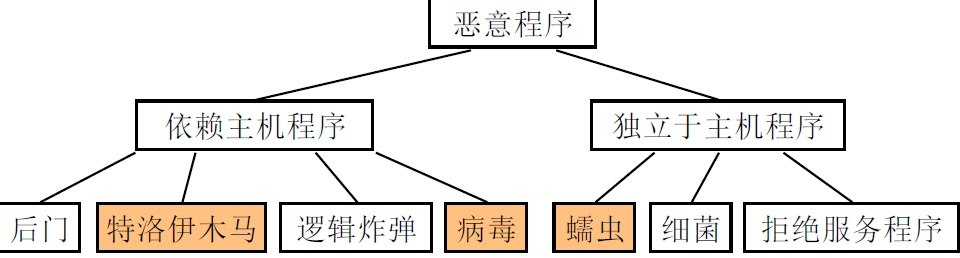 恶意程序
依赖主机程序
独立于主机程序
后门
特洛伊木马
逻辑炸弹
病毒
蠕虫
细菌
拒绝服务程序